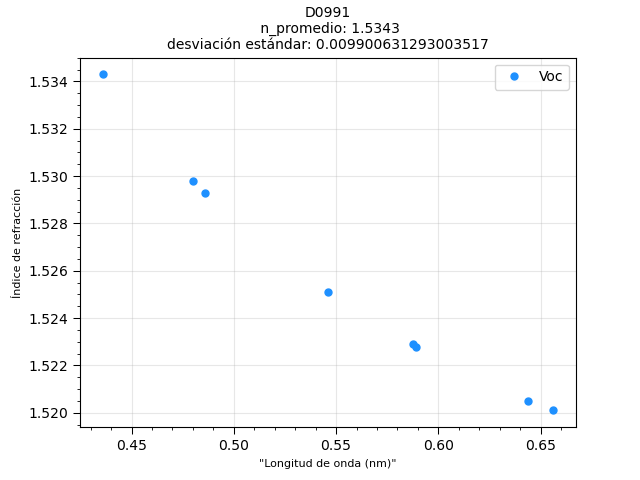 D0991
n_promedio: 1.5343
desviación estándar: 0.009900631293003517
Voc
1.534
1.532
1.530
1.528
1.526
1.524
1.522
1.520
Índice de refracción
0.45 0.50 0.55 0.60 0.65
"Longitud de onda (nm)"